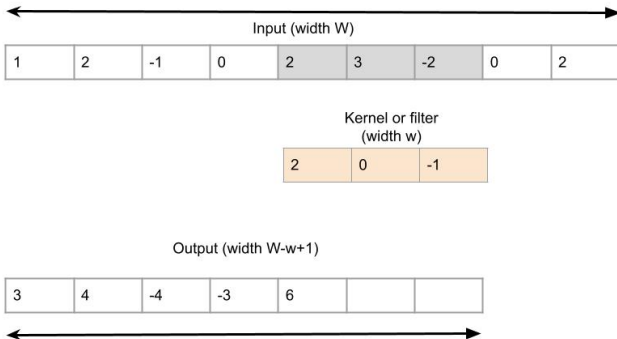 Input (width W)
1 2 -1 0 2 3 -2 0 2
Kernel or filter
(width w)
2 0 -1
Output (width W-w+1)
3 4 -4 -3 6